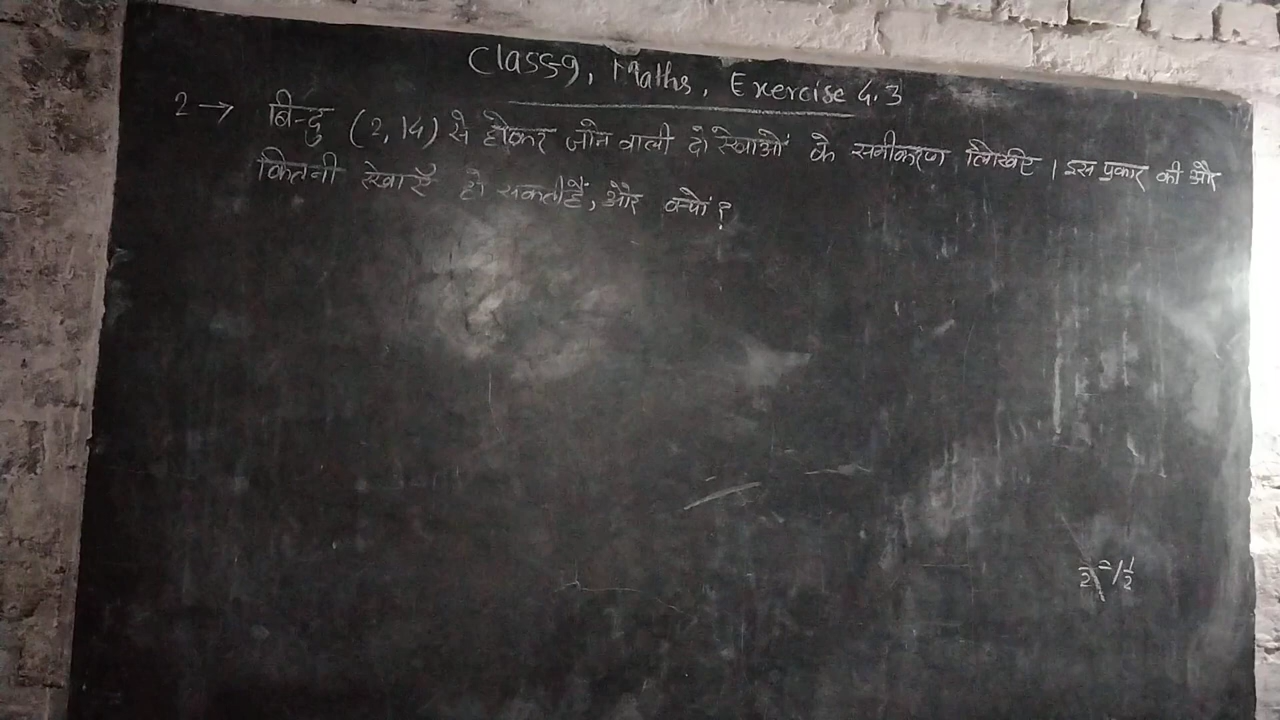 Class-9, Maths, Exercise 4.3
2 → बिन्दु (2,14) से होकर जाने वाली दो रेखाओं के समीकरण लिखिए । इस प्रकार की और
कितनी रेखाएँ हो सकती हैं, और क्यों ?